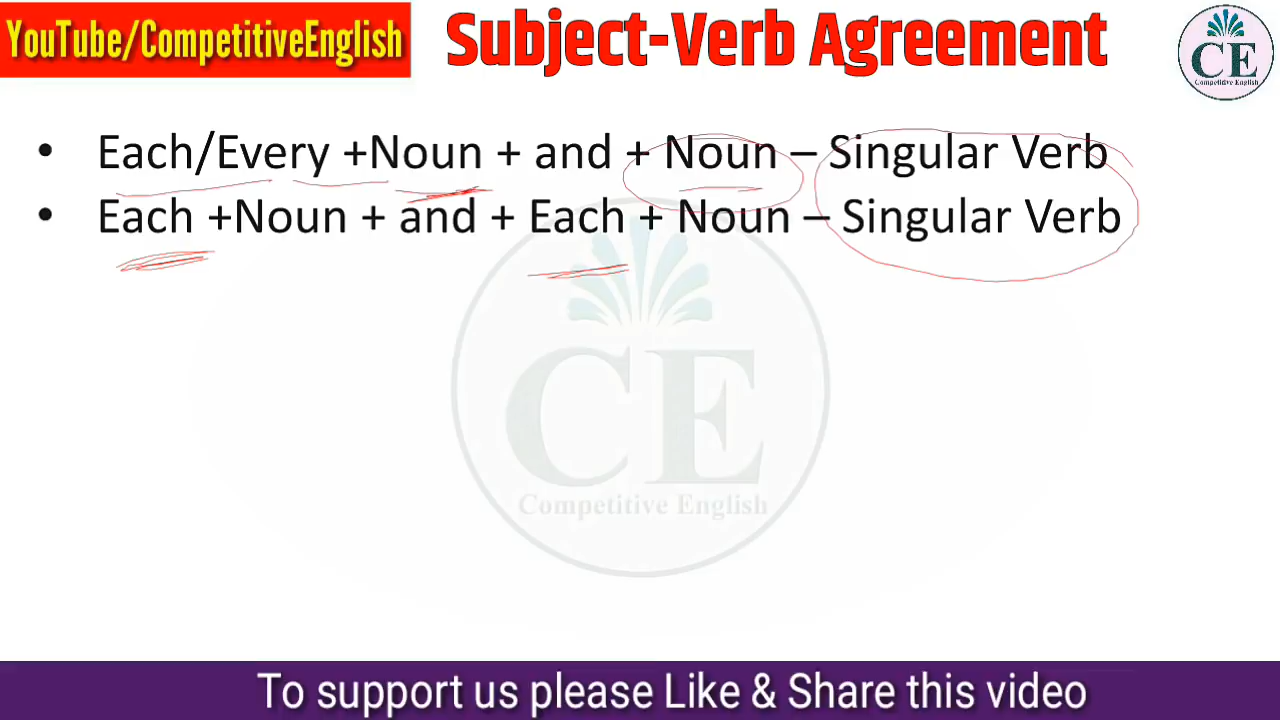 YouTube/CompetitiveEnglish
Subject-Verb Agreement
CE
Competitive English
• Each/Every +Noun + and + Noun – Singular Verb
• Each +Noun + and + Each + Noun – Singular Verb
CE
Competitive English
To support us please Like & Share this video